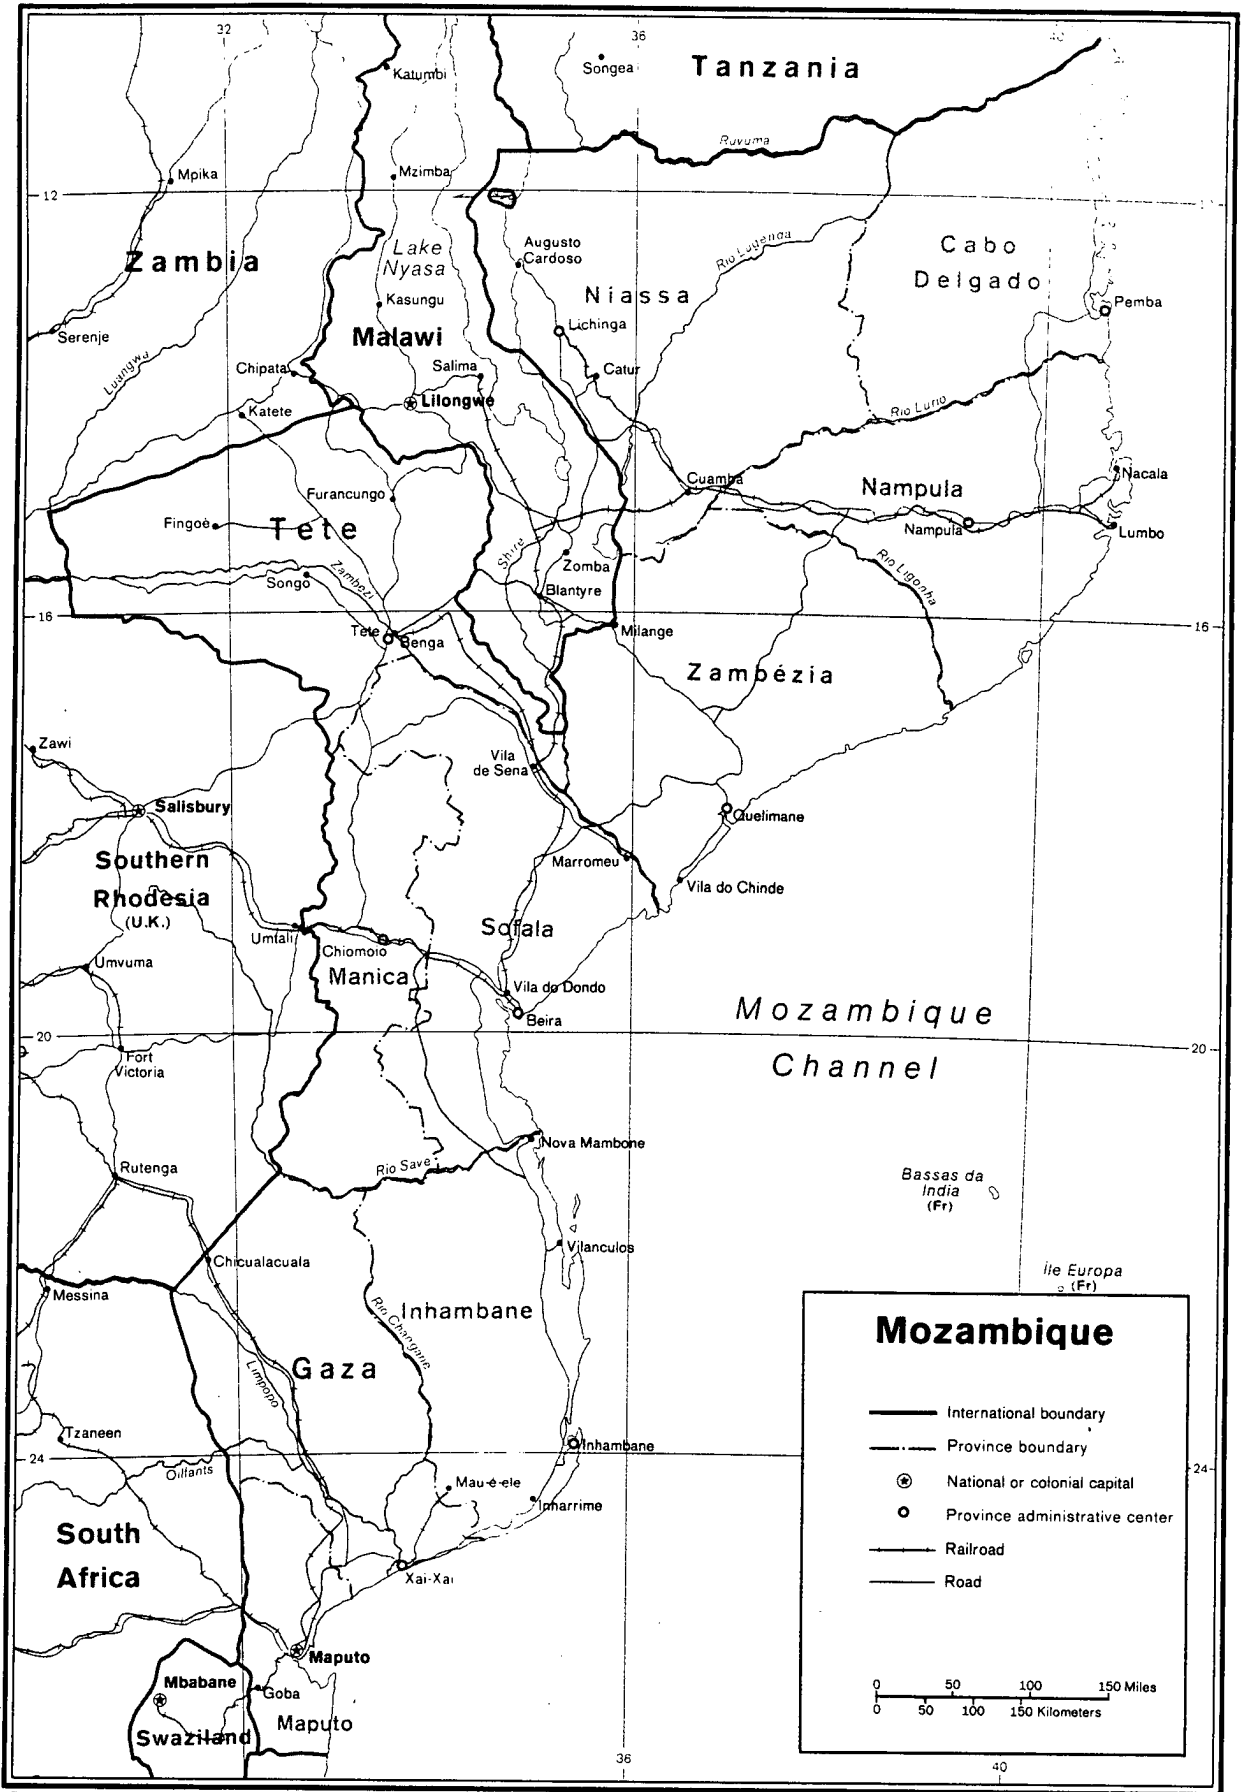 32
36
40
Katumbi
Songea
Tanzania
Ruvuma
Mpika
Mzimba
12
Zambia
Lake
Nyasa
Augusto
Cardoso
Rio Lugenda
Cabo
Delgado
Niassa
Kasungu
Pemba
Serenje
Malawi
Lichinga
Luangwa
Chipata
Salima
Catur
Lilongwe
Katete
Rio Lúrio
Furancungo
Cuamba
Nampula
Nacala
Fingoè
Tete
Nampula
Lumbo
Shire
Zomba
Songo
Zambezi
Blantyre
Rio Ligonha
16
Tete
Benga
Milange
16
Zambézia
Zawi
Vila
de Sena
Salisbury
Quelimane
Southern
Rhodesia
(U.K.)
Marromeu
Vila do Chinde
Sofala
Umtali
Chiomoio
Manica
Umvuma
Vila do Dondo
Beira
Mozambique
Channel
20
20
Fort
Victoria
Nova Mambone
Rutenga
Rio Save
Bassas da
India
(Fr)
Vilanculos
Chicualacuala
Île Europa
(Fr)
Messina
Inhambane
Rio Changane
Gaza
Limpopo
Tzaneen
Inhambane
24
24
Olifants
Mau-é-ele
Inharrime
South
Africa
Xai-Xai
Maputo
Mbabane
Goba
Maputo
Swaziland
36
40
Mozambique
International boundary
Province boundary
National or colonial capital
Province administrative center
Railroad
Road
0 50 100 150 Miles
0 50 100 150 Kilometers